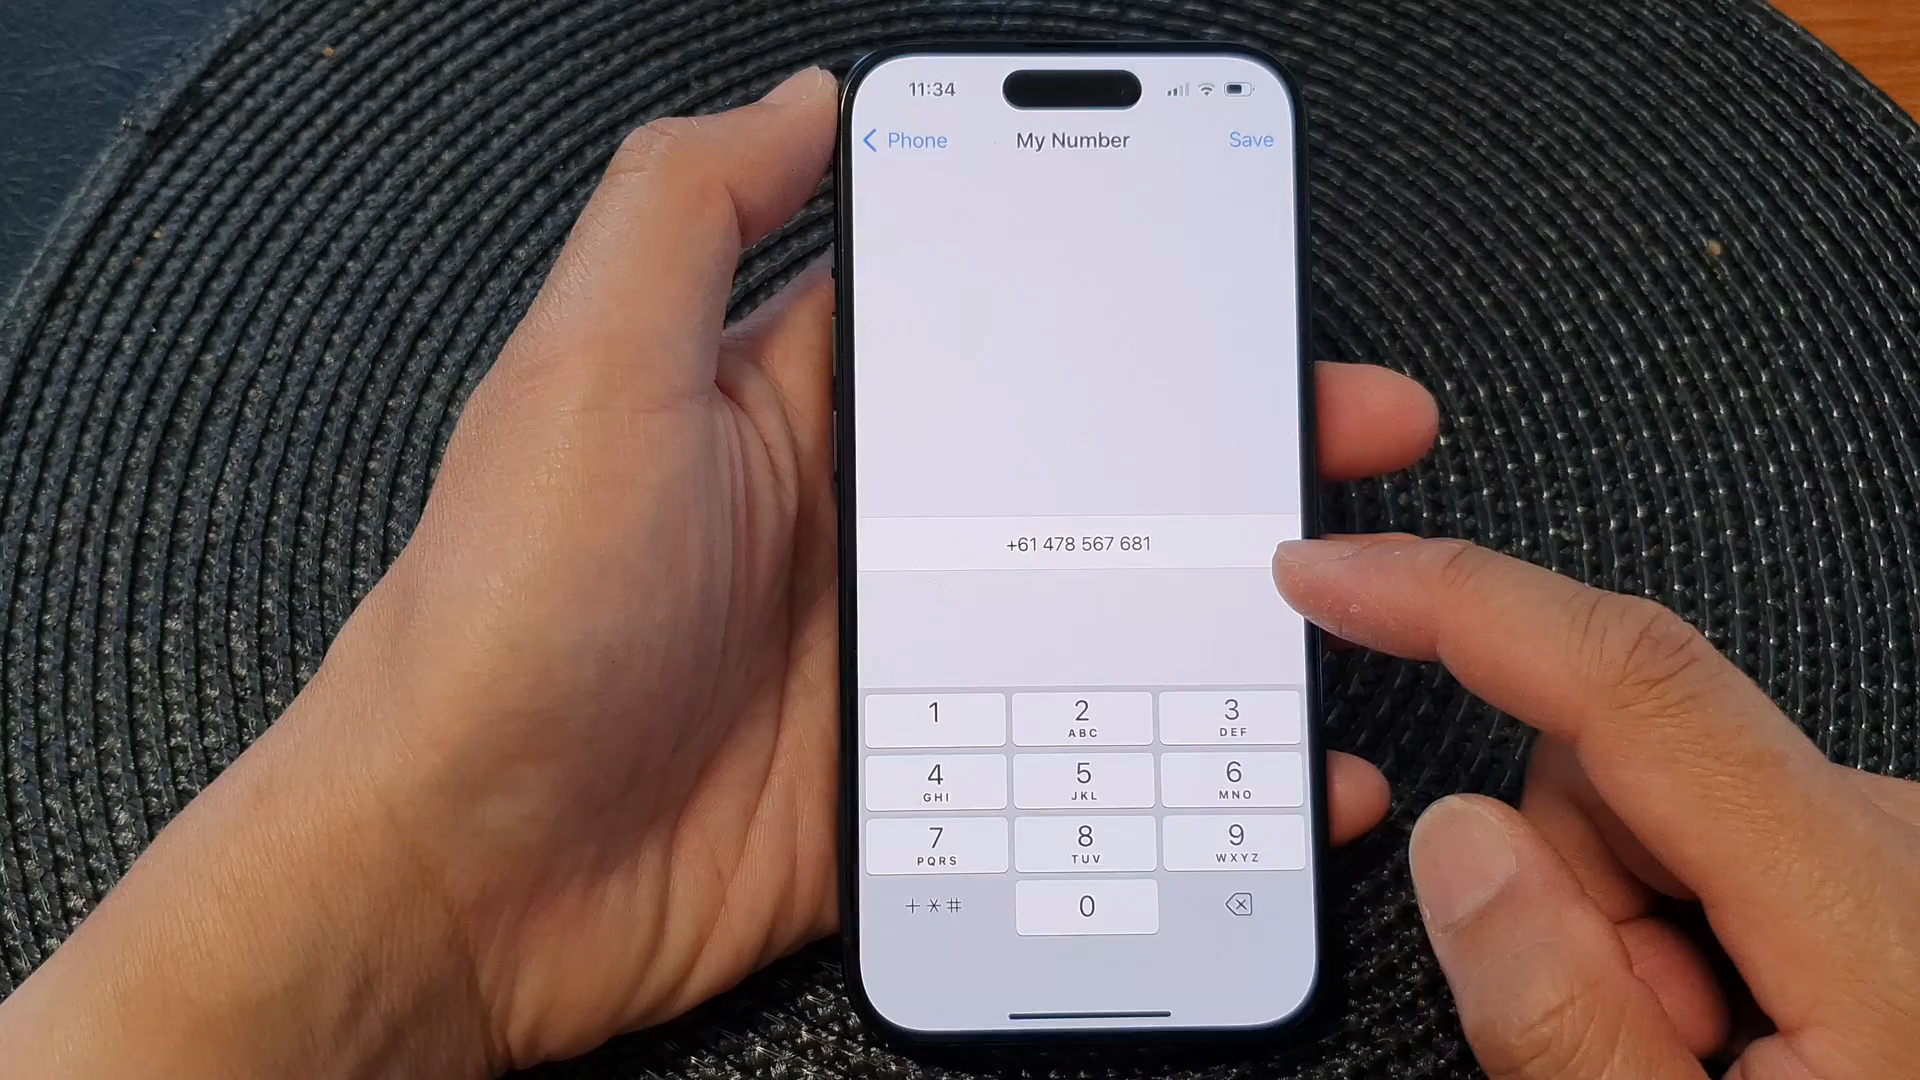 11:34
Phone My Number Save
+61 478 567 681
1 2 3
ABC DEF
4 5 6
GHI JKL MNO
7 8 9
PQRS TUV WXYZ
+*# 0